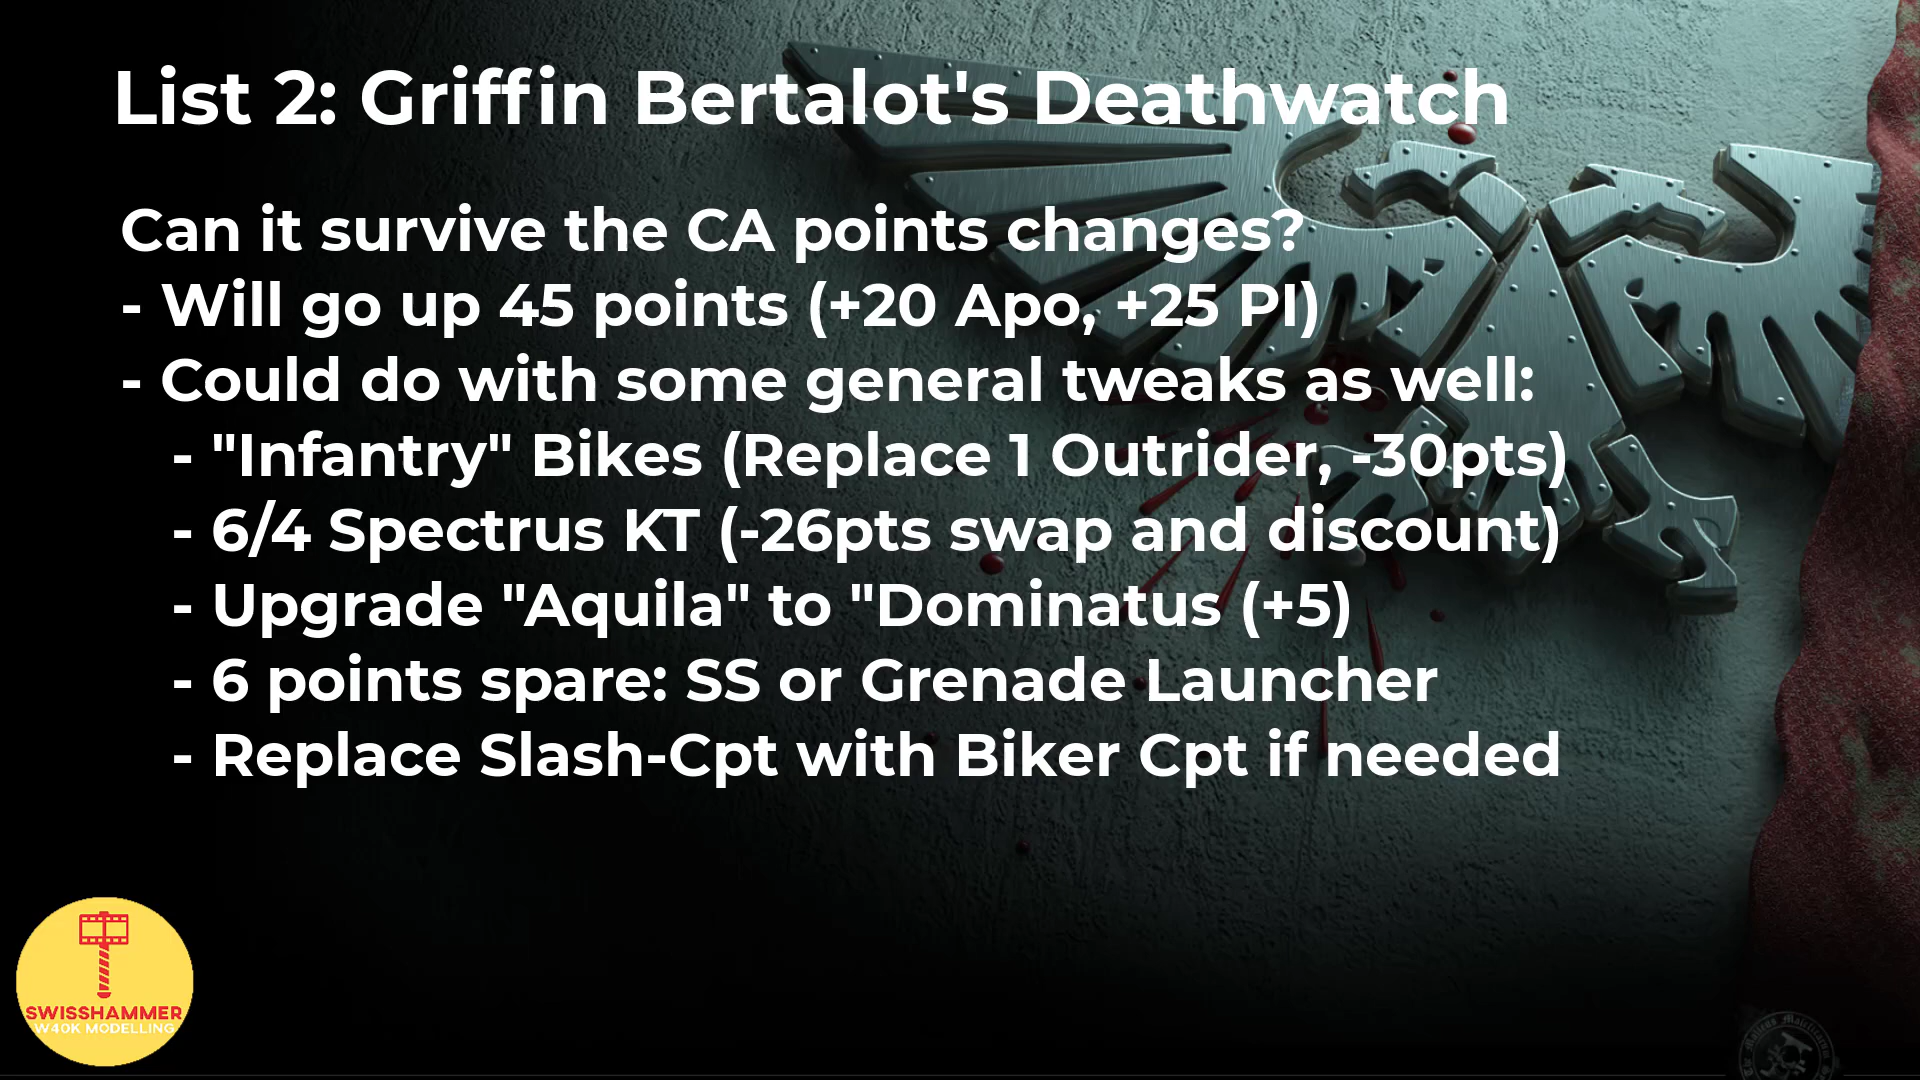 List 2: Griffin Bertalot's Deathwatch
Can it survive the CA points changes?
- Will go up 45 points (+20 Apo, +25 PI)
- Could do with some general tweaks as well:
- "Infantry" Bikes (Replace 1 Outrider, -30pts)
- 6/4 Spectrus KT (-26pts swap and discount)
- Upgrade "Aquila" to "Dominatus (+5)
- 6 points spare: SS or Grenade Launcher
- Replace Slash-Cpt with Biker Cpt if needed
SWISSHAMMER
W40K MODELLING